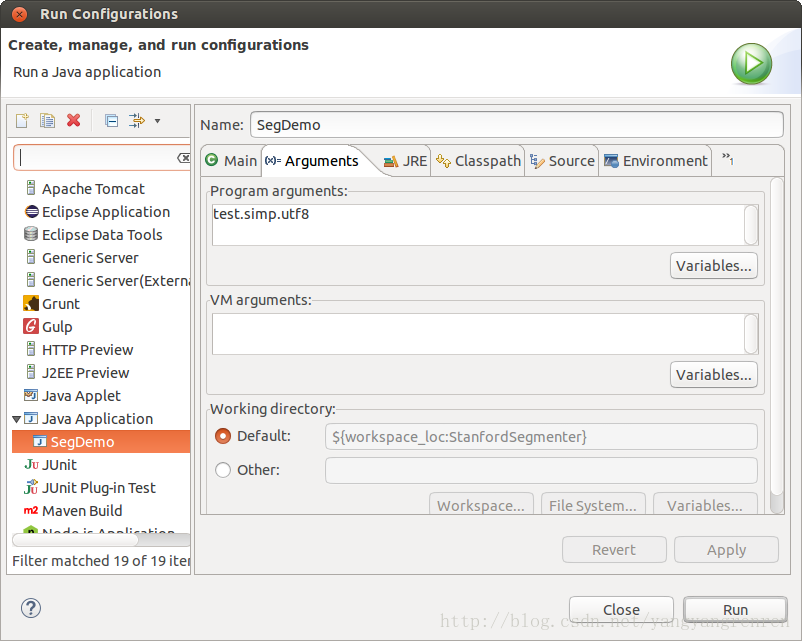 Run Configurations
Create, manage, and run configurations
Run a Java application
Name: SegDemo
Main (x)= Arguments JRE Classpath Source Environment »1
Apache Tomcat
Eclipse Application
Eclipse Data Tools
Generic Server
Generic Server(Externa
Grunt
Gulp
HTTP Preview
J2EE Preview
Java Applet
Java Application
SegDemo
JUnit
JUnit Plug-in Test
Maven Build
Node.js Application
Filter matched 19 of 19 iter
Program arguments:
test.simp.utf8
Variables...
VM arguments:
Variables...
Working directory:
Default: ${workspace_loc:StanfordSegmenter}
Other:
Workspace... File System... Variables...
Revert Apply
Close Run
http://blog.csdn.net/yangyangrenren